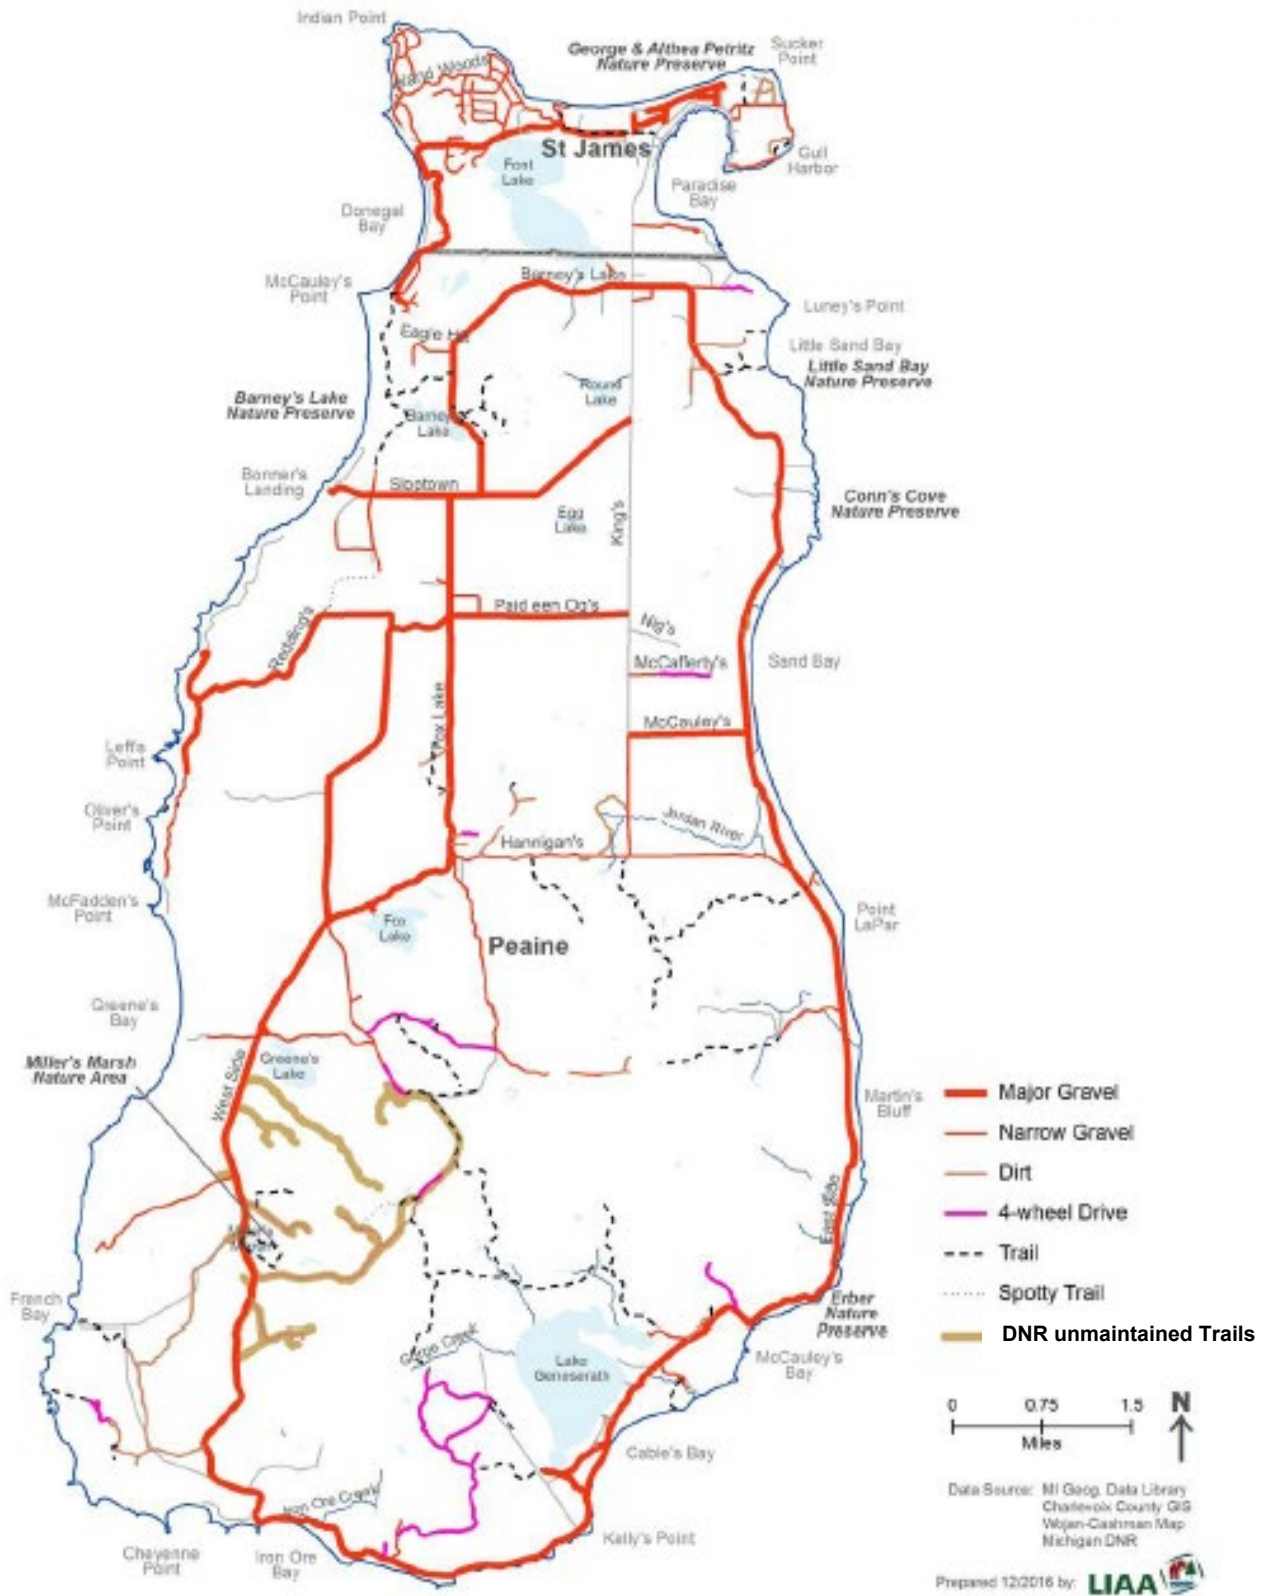 Indian Point
George & Althea Petritz
Nature Preserve
Sucker
Point
Woods
St James
Font
Lake
Gull
Harbor
Paradise
Bay
Donegal
Bay
McCauley's
Point
Barney's Lake
Luney's Point
Eagle
Little Sand Bay
Little Sand Bay
Nature Preserve
Round
Lake
Barney's Lake
Nature Preserve
Barney's
Lake
Bonner's
Landing
Sloptown
Egg
Lake
King's
Conn's Cove
Nature Preserve
Paid een Og's
Nig's
Redding's
McCafferty's
Sand Bay
Fox Lake
McCauley's
Left's
Point
Oliver's
Point
Jordan River
Hannigan's
McFadden's
Point
Fox
Lake
Peaine
Point
LaPar
Greene's
Bay
Miller's Marsh
Nature Area
West Side
Greene's
Lake
Martin's
Bluff
East Side
French
Bay
Erber
Nature
Preserve
Lake
Geneserath
McCauley's
Bay
Creek
Cable's Bay
Iron Ore Creek
Kelly's Point
Cheyenne
Point
Iron Ore
Bay
Major Gravel
Narrow Gravel
Dirt
4-wheel Drive
Trail
Spotty Trail
DNR unmaintained Trails
0 0.75 1.5
Miles
N
Data Source: MI Geog. Data Library
Charlevoix County GIS
Wojan-Cashman Map
Michigan DNR
Prepared 12/2016 by: LIAA